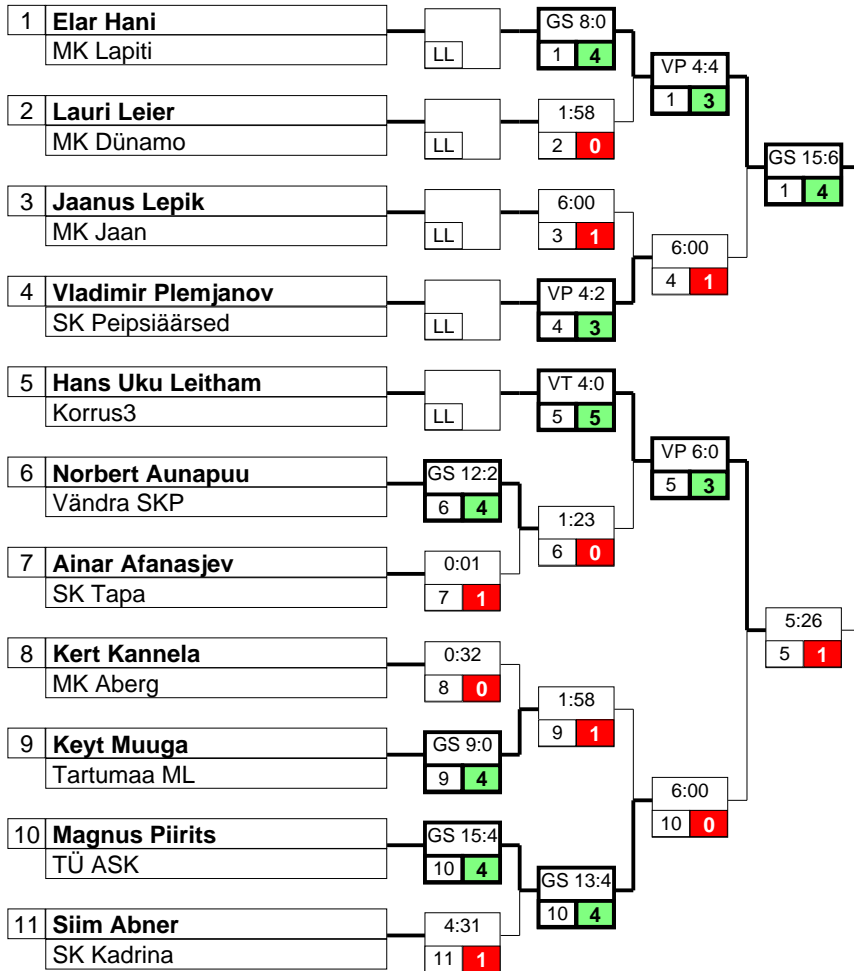 1 Elar Hani
MK Lapiti
LL
GS 8:0
1 4
VP 4:4
1 3
2 Lauri Leier
MK Dünamo
LL
1:58
2 0
GS 15:6
1 4
3 Jaanus Lepik
MK Jaan
LL
6:00
3 1
6:00
4 1
4 Vladimir Plemjanov
SK Peipsiäärsed
LL
VP 4:2
4 3
5 Hans Uku Leitham
Korrus3
LL
VT 4:0
5 5
VP 6:0
5 3
6 Norbert Aunapuu
Vändra SKP
GS 12:2
6 4
1:23
6 0
7 Ainar Afanasjev
SK Tapa
0:01
7 1
5:26
5 1
8 Kert Kannela
MK Aberg
0:32
8 0
1:58
9 1
9 Keyt Muuga
Tartumaa ML
GS 9:0
9 4
6:00
10 0
10 Magnus Piirits
TÜ ASK
GS 15:4
10 4
GS 13:4
10 4
11 Siim Abner
SK Kadrina
4:31
11 1